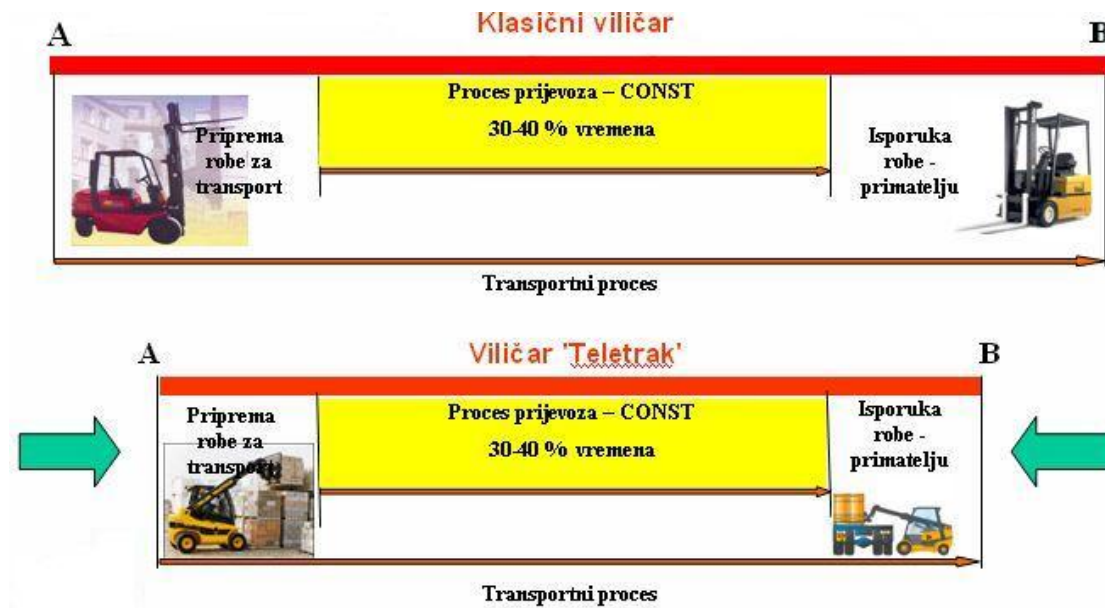 A
Klasični viličar
B
Proces prijevoza – CONST
30-40 % vremena
Priprema
robe za
transport
Isporuka
robe -
primatelju
Transportni proces
A
Viličar 'Teletrak'
B
Priprema
robe za
transport
Proces prijevoza – CONST
30-40 % vremena
Isporuka
robe -
primatelju
Transportni proces